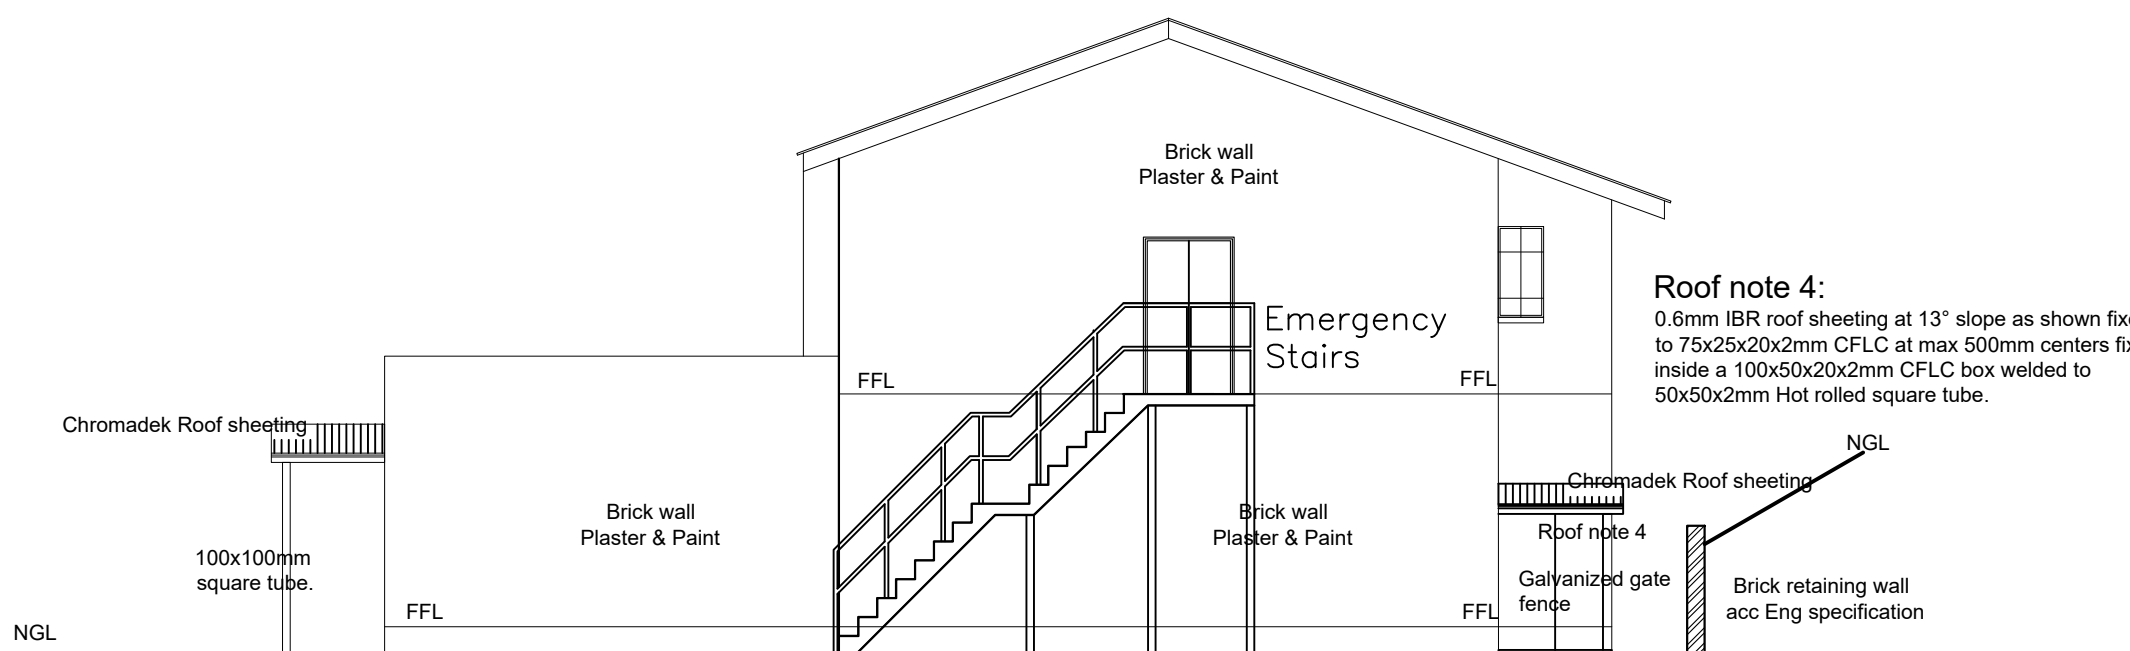 Brick wall
Plaster & Paint
Emergency
Stairs
Roof note 4:
0.6mm IBR roof sheeting at 13° slope as shown
to 75x25x20x2mm CFLC at max 500mm centers
inside a 100x50x20x2mm CFLC box welded to
50x50x2mm Hot rolled square tube.
FFL
FFL
Chromadek Roof sheeting
NGL
Chromadek Roof sheeting
Brick wall
Plaster & Paint
Brick wall
Plaster & Paint
Roof note 4
100x100mm
square tube.
Galvanized gate
fence
Brick retaining wall
acc Eng specification
FFL
FFL
NGL